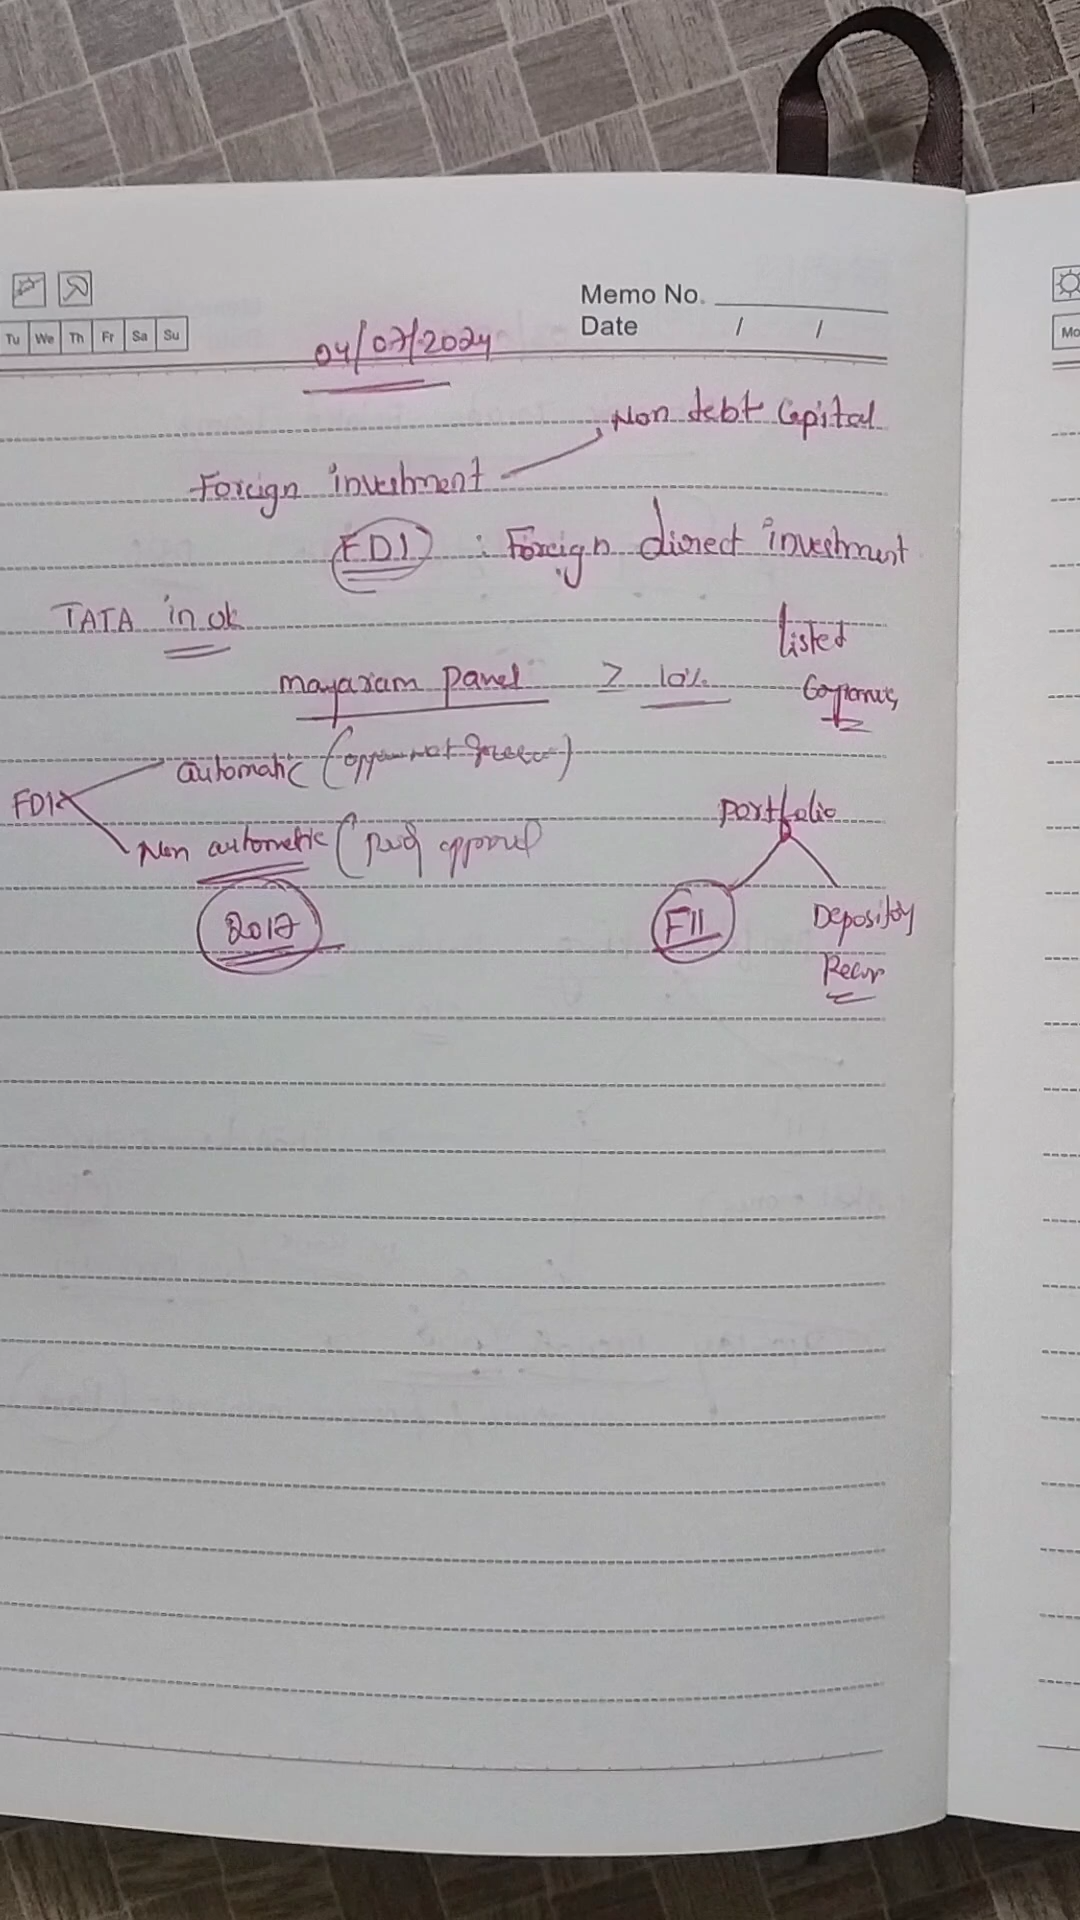 Memo No.
Date / /
Tu We Th Fr Sa Su
Mo
04/07/2024
Non debt Capital
Foreign investment
FDI : Foreign direct investment
TATA in UK
listed
mayaram panel ≥ 10%
automatic (
FDI
portfolio
Non automatic (
2017
FII
Depository